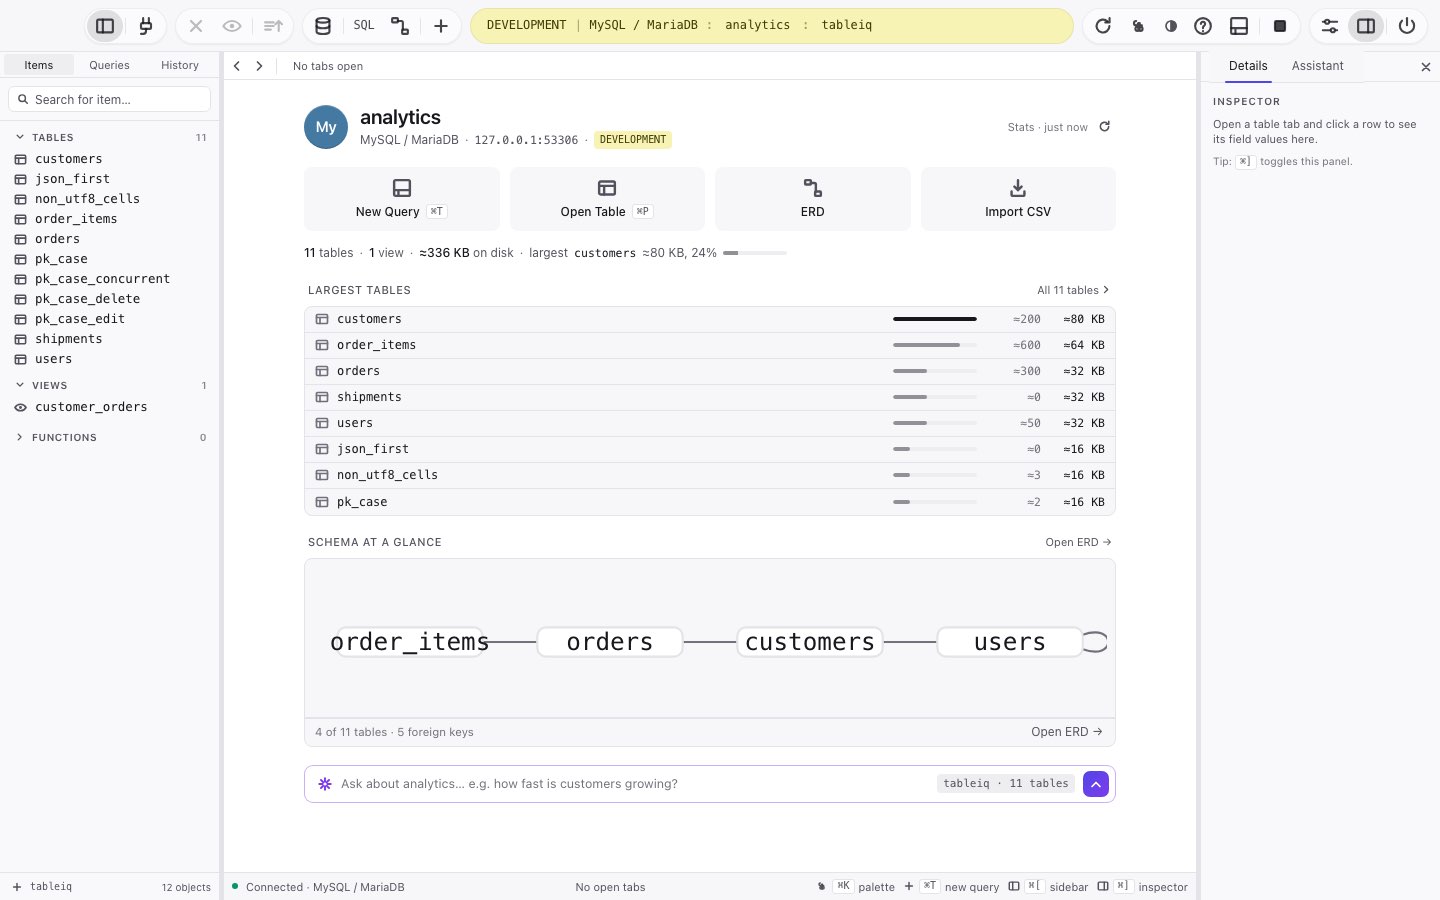 SQL
DEVELOPMENT | MySQL / MariaDB : analytics : tableiq
Items Queries History
No tabs open
Details Assistant
Search for item...
INSPECTOR
Open a table tab and click a row to see
its field values here.
Tip: ⌘] toggles this panel.
TABLES 11
customers
json_first
non_utf8_cells
order_items
orders
pk_case
pk_case_concurrent
pk_case_delete
pk_case_edit
shipments
users
VIEWS 1
customer_orders
FUNCTIONS 0
My
analytics
MySQL / MariaDB · 127.0.0.1:53306 · DEVELOPMENT
Stats · just now
New Query ⌘T
Open Table ⌘P
ERD
Import CSV
11 tables · 1 view · ≈336 KB on disk · largest customers ≈80 KB, 24%
LARGEST TABLES All 11 tables
customers ≈200 ≈80 KB
order_items ≈600 ≈64 KB
orders ≈300 ≈32 KB
shipments ≈0 ≈32 KB
users ≈50 ≈32 KB
json_first ≈0 ≈16 KB
non_utf8_cells ≈3 ≈16 KB
pk_case ≈2 ≈16 KB
SCHEMA AT A GLANCE Open ERD →
order_items orders customers users
4 of 11 tables · 5 foreign keys Open ERD →
Ask about analytics... e.g. how fast is customers growing? tableiq · 11 tables
tableiq 12 objects
Connected · MySQL / MariaDB
No open tabs
⌘K palette ⌘T new query ⌘[ sidebar ⌘] inspector